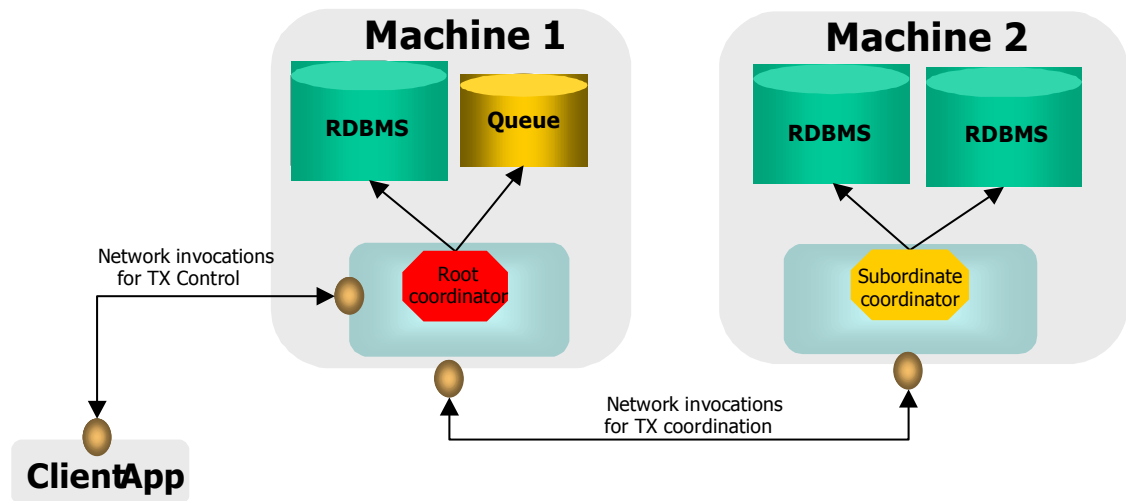 Machine 1
Machine 2
RDBMS
Queue
RDBMS
RDBMS
Network invocations
for TX Control
Root
coordinator
Subordinate
coordinator
Network invocations
for TX coordination
ClientApp